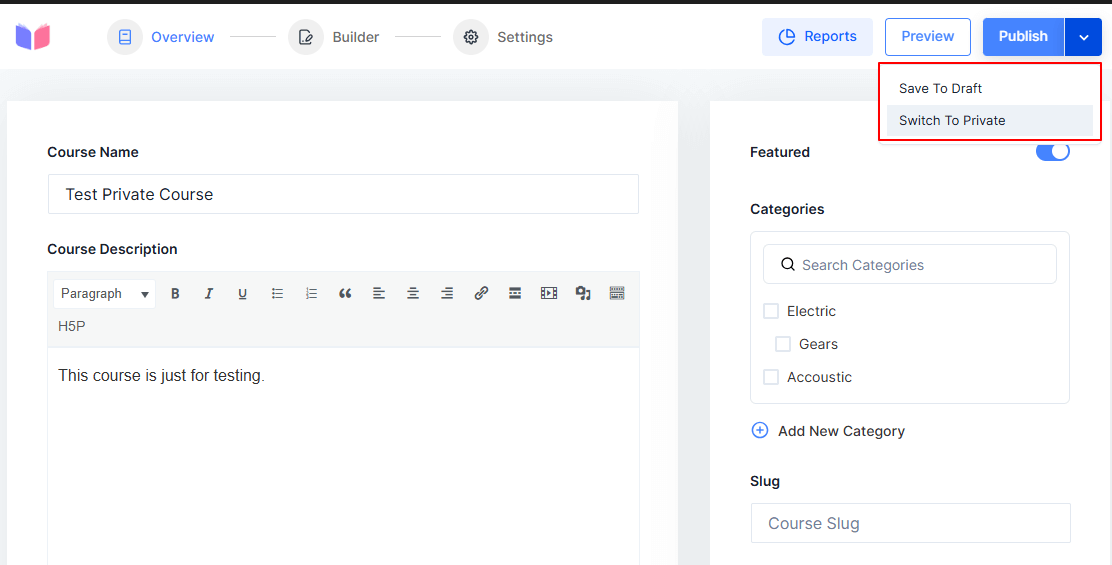 Overview
Builder
Settings
Reports
Preview
Publish
Save To Draft
Switch To Private
Course Name
Test Private Course
Course Description
Paragraph
B I U
H5P
This course is just for testing.
Featured
Categories
Search Categories
Electric
Gears
Accoustic
Add New Category
Slug
Course Slug